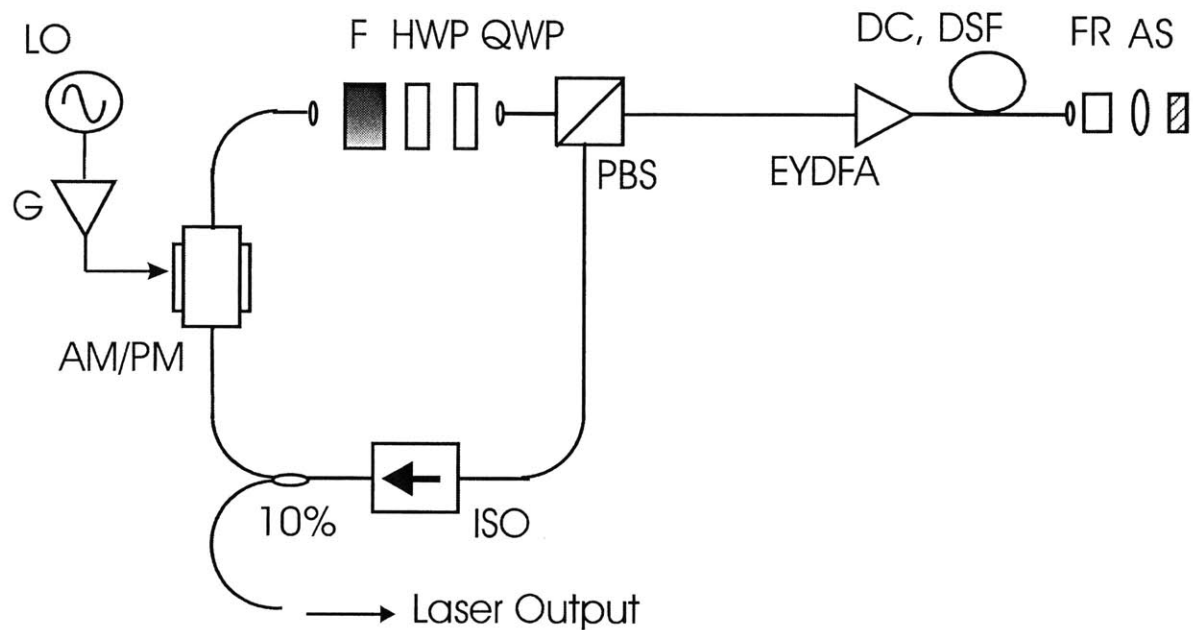 LO
F HWP QWP
DC, DSF
FR AS
G
PBS
EYDFA
AM/PM
10%
ISO
Laser Output